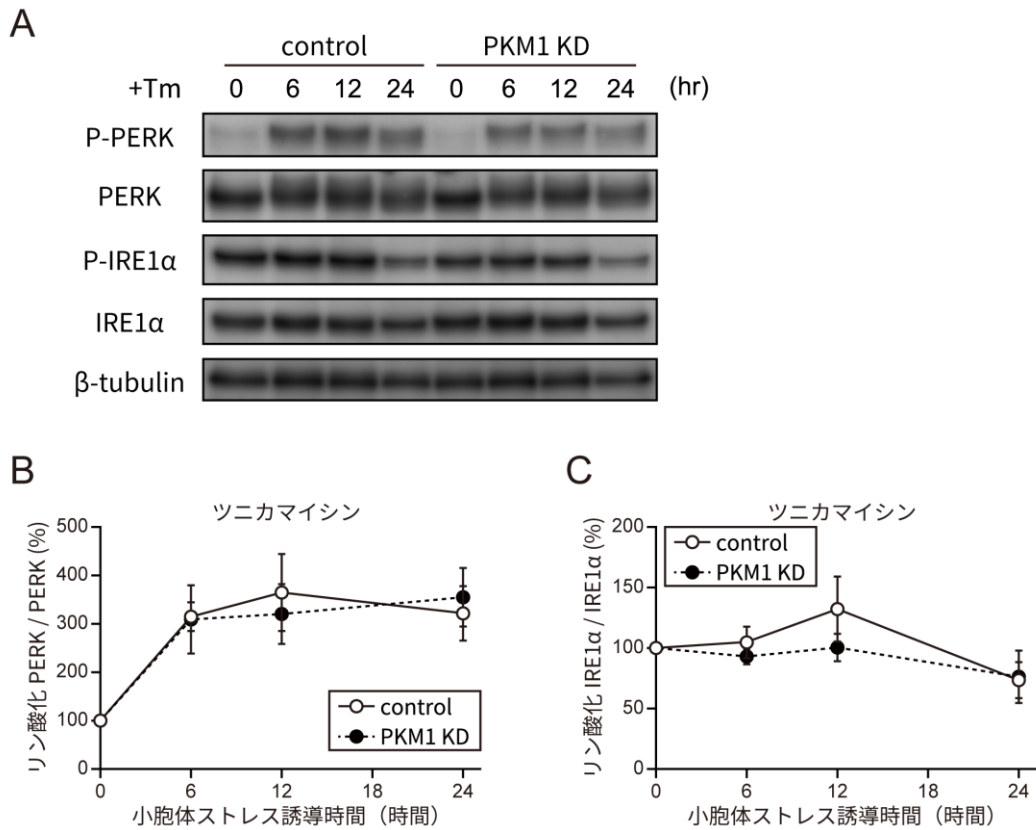 A
control PKM1 KD
+Tm 0 6 12 24 0 6 12 24 (hr)
P-PERK
PERK
P-IRE1α
IRE1α
β-tubulin
B
ツニカマイシン
リン酸化 PERK / PERK (%)
500
400
300
200
100
0
control
PKM1 KD
0 6 12 18 24
小胞体ストレス誘導時間（時間）
C
ツニカマイシン
リン酸化 IRE1α / IRE1α (%)
200
150
100
50
0
control
PKM1 KD
0 6 12 18 24
小胞体ストレス誘導時間（時間）